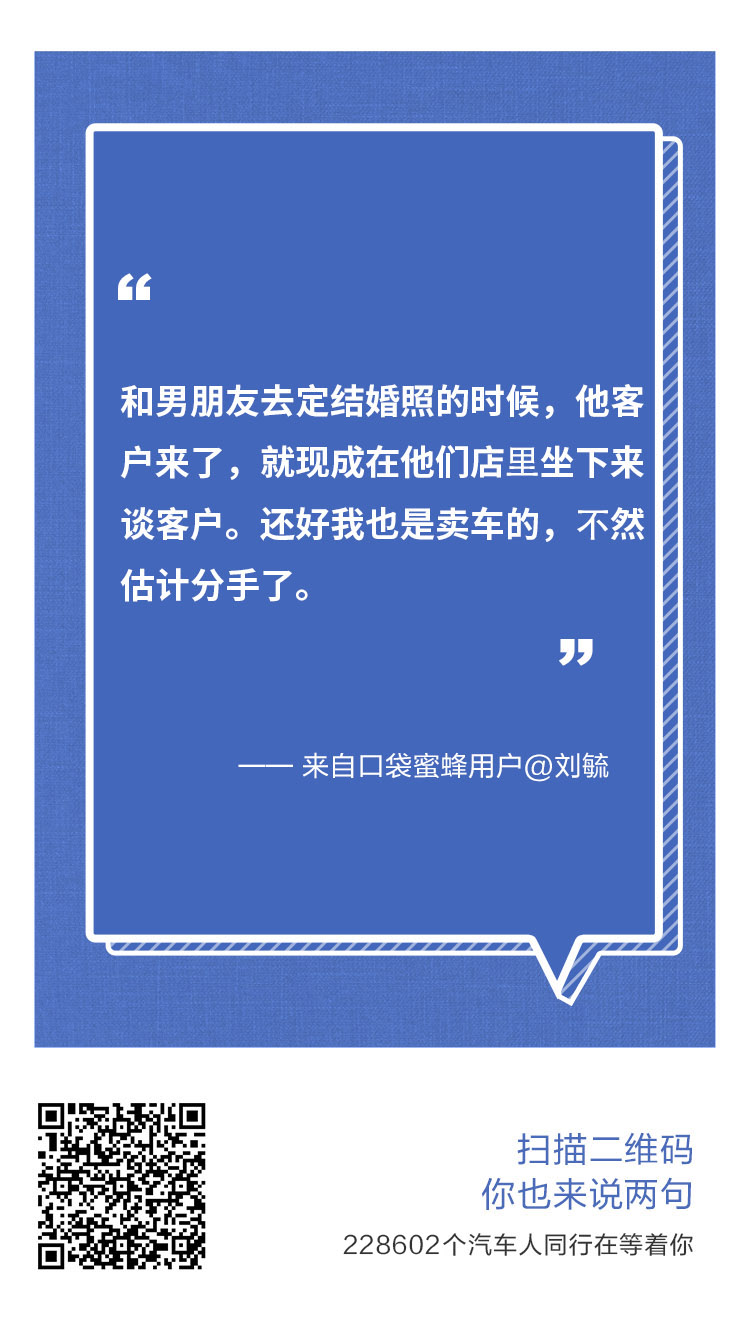 “
和男朋友去定结婚照的时候，他客
户来了，就现成在他们店里坐下来
谈客户。还好我也是卖车的，不然
估计分手了。
”
—— 来自口袋蜜蜂用户@刘毓
扫描二维码
你也来说两句
228602个汽车人同行在等着你